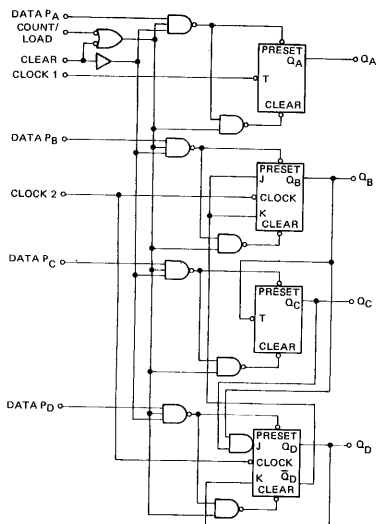 DATA PA
COUNT/
LOAD
CLEAR
CLOCK 1
PRESET
QA
T
CLEAR
QA
DATA PB
PRESET
J QB
CLOCK
K
CLEAR
QB
CLOCK 2
DATA PC
PRESET
QC
T
CLEAR
QC
DATA PD
PRESET
J QD
CLOCK
K Q̅D
CLEAR
QD